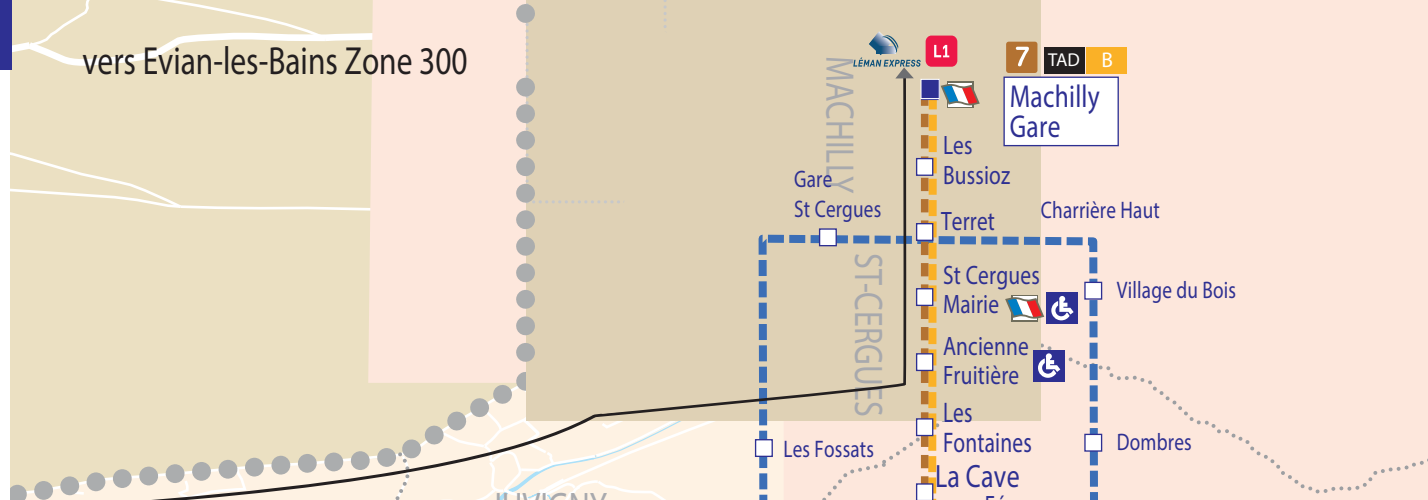 vers Evian-les-Bains Zone 300
LÉMAN EXPRESS
L1
7 TAD B
Machilly
Gare
MACHILLY
Les
Bussioz
Gare
St Cergues
Terret
Charrière Haut
ST-CERGUES
St Cergues
Mairie
Village du Bois
Ancienne
Fruitière
Les
Fontaines
Les Fossats
Dombres
La Cave
JUVIGNY